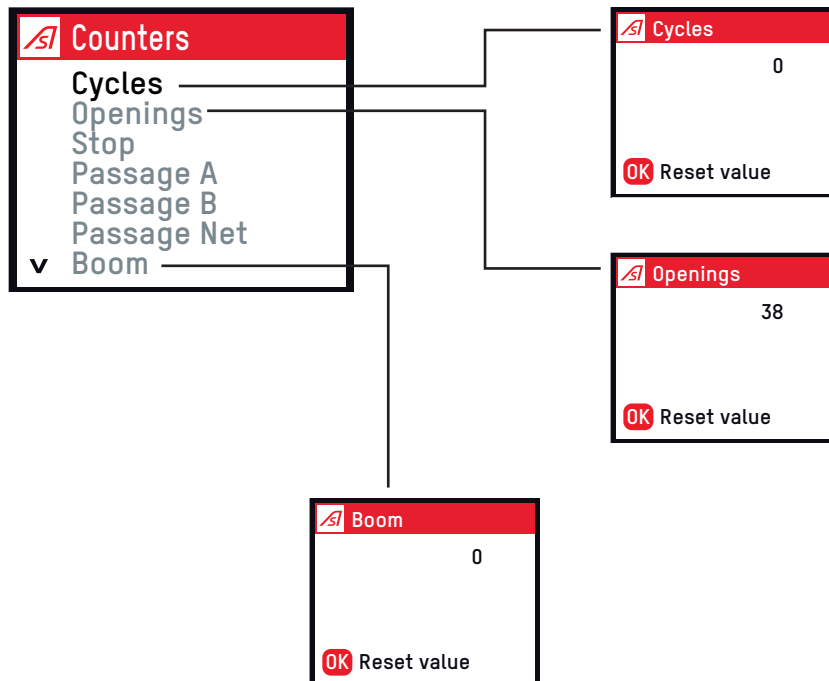 Counters
Cycles
Openings
Stop
Passage A
Passage B
Passage Net
v Boom
Cycles
0
OK Reset value
Openings
38
OK Reset value
Boom
0
OK Reset value